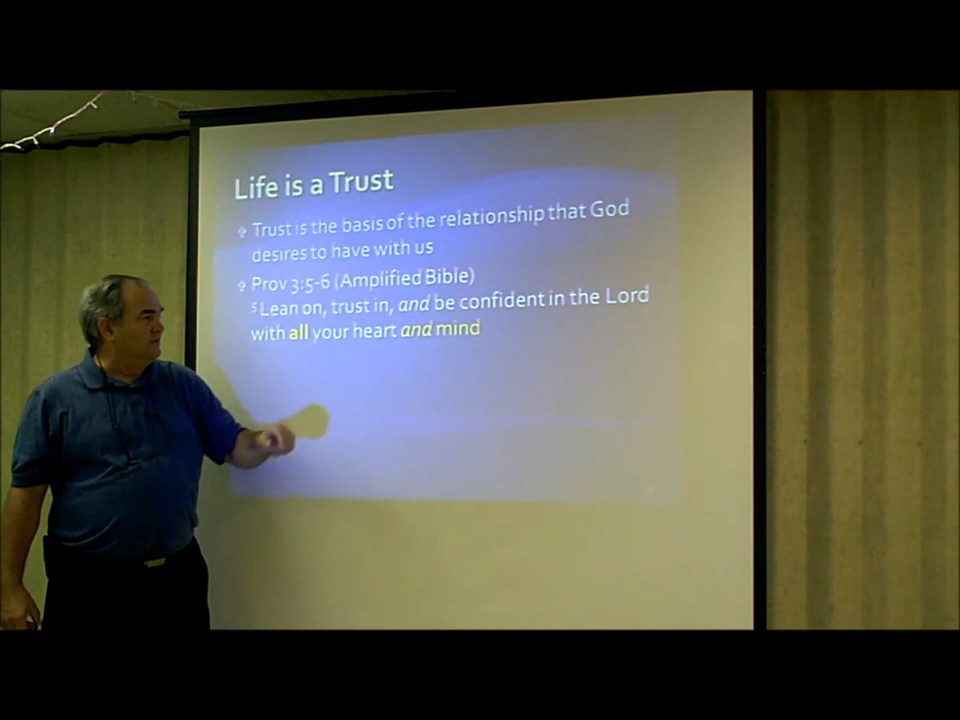 Life is a Trust
Trust is the basis of the relationship that God
desires to have with us
Prov 3:5-6 (Amplified Bible)
5 Lean on, trust in, and be confident in the Lord
with all your heart and mind